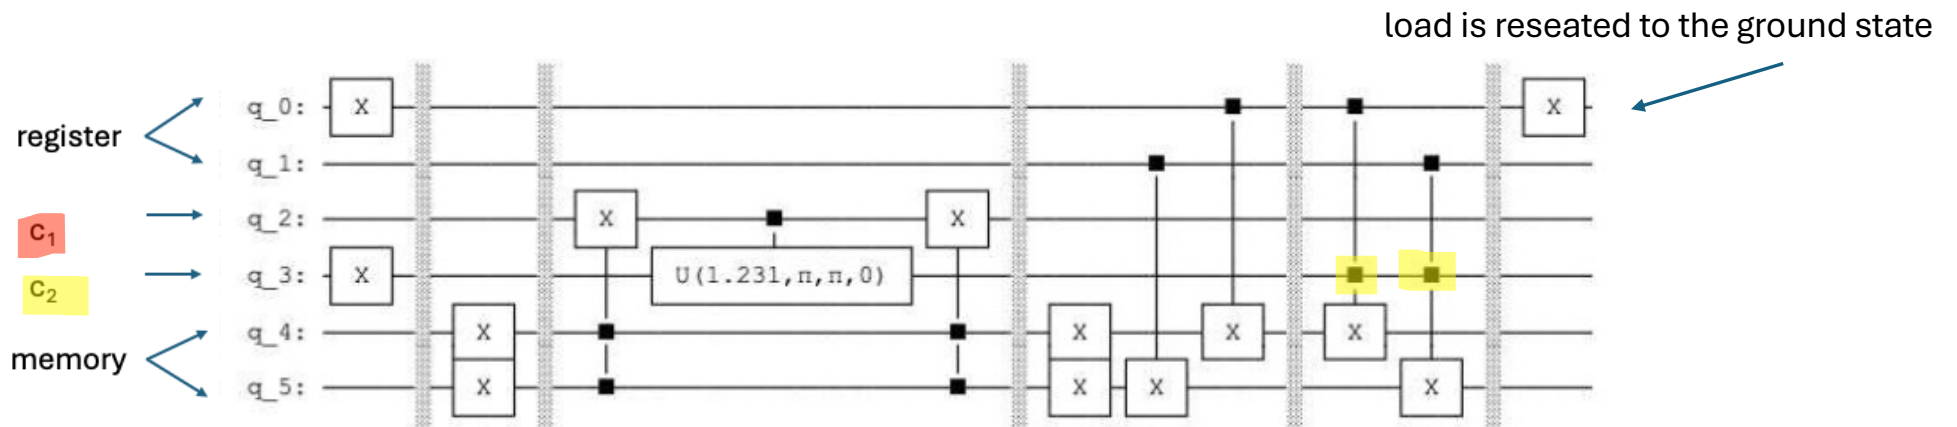 load is reseated to the ground state
register
q_0: X X
q_1:
c₁ q_2: X X
c₂ q_3: X U(1.231,π,π,0)
memory
q_4: X X X X
q_5: X X X X